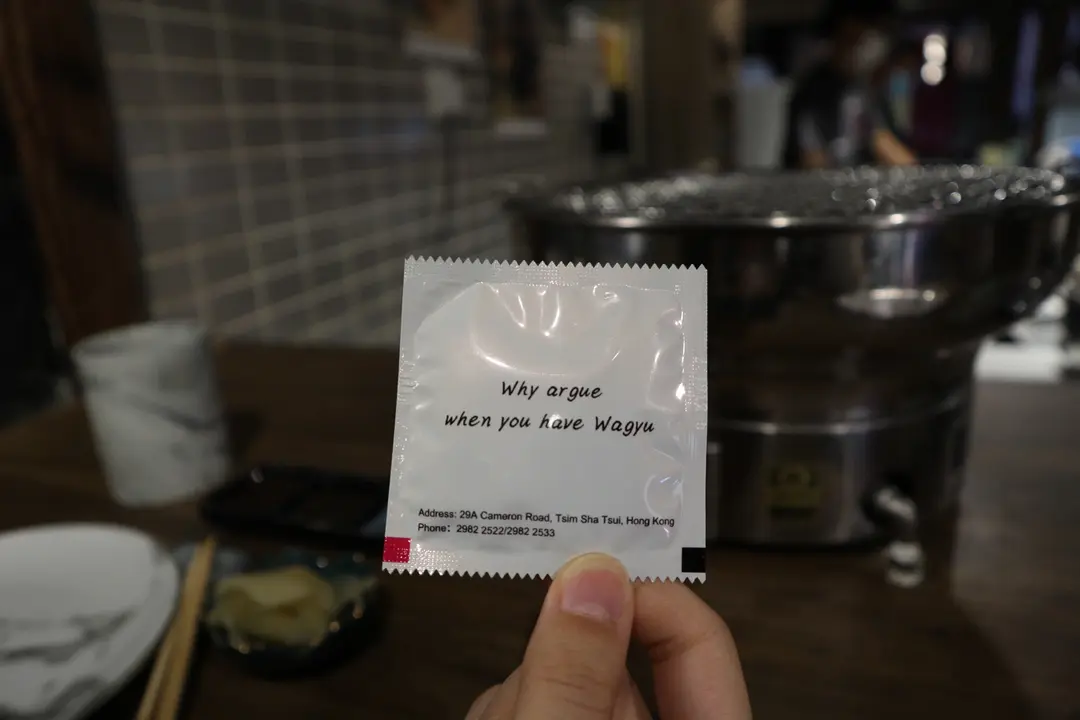 Why argue
when you have Wagyu
Address: 29A Cameron Road, Tsim Sha Tsui, Hong Kong
Phone: 2982 2522/2982 2533